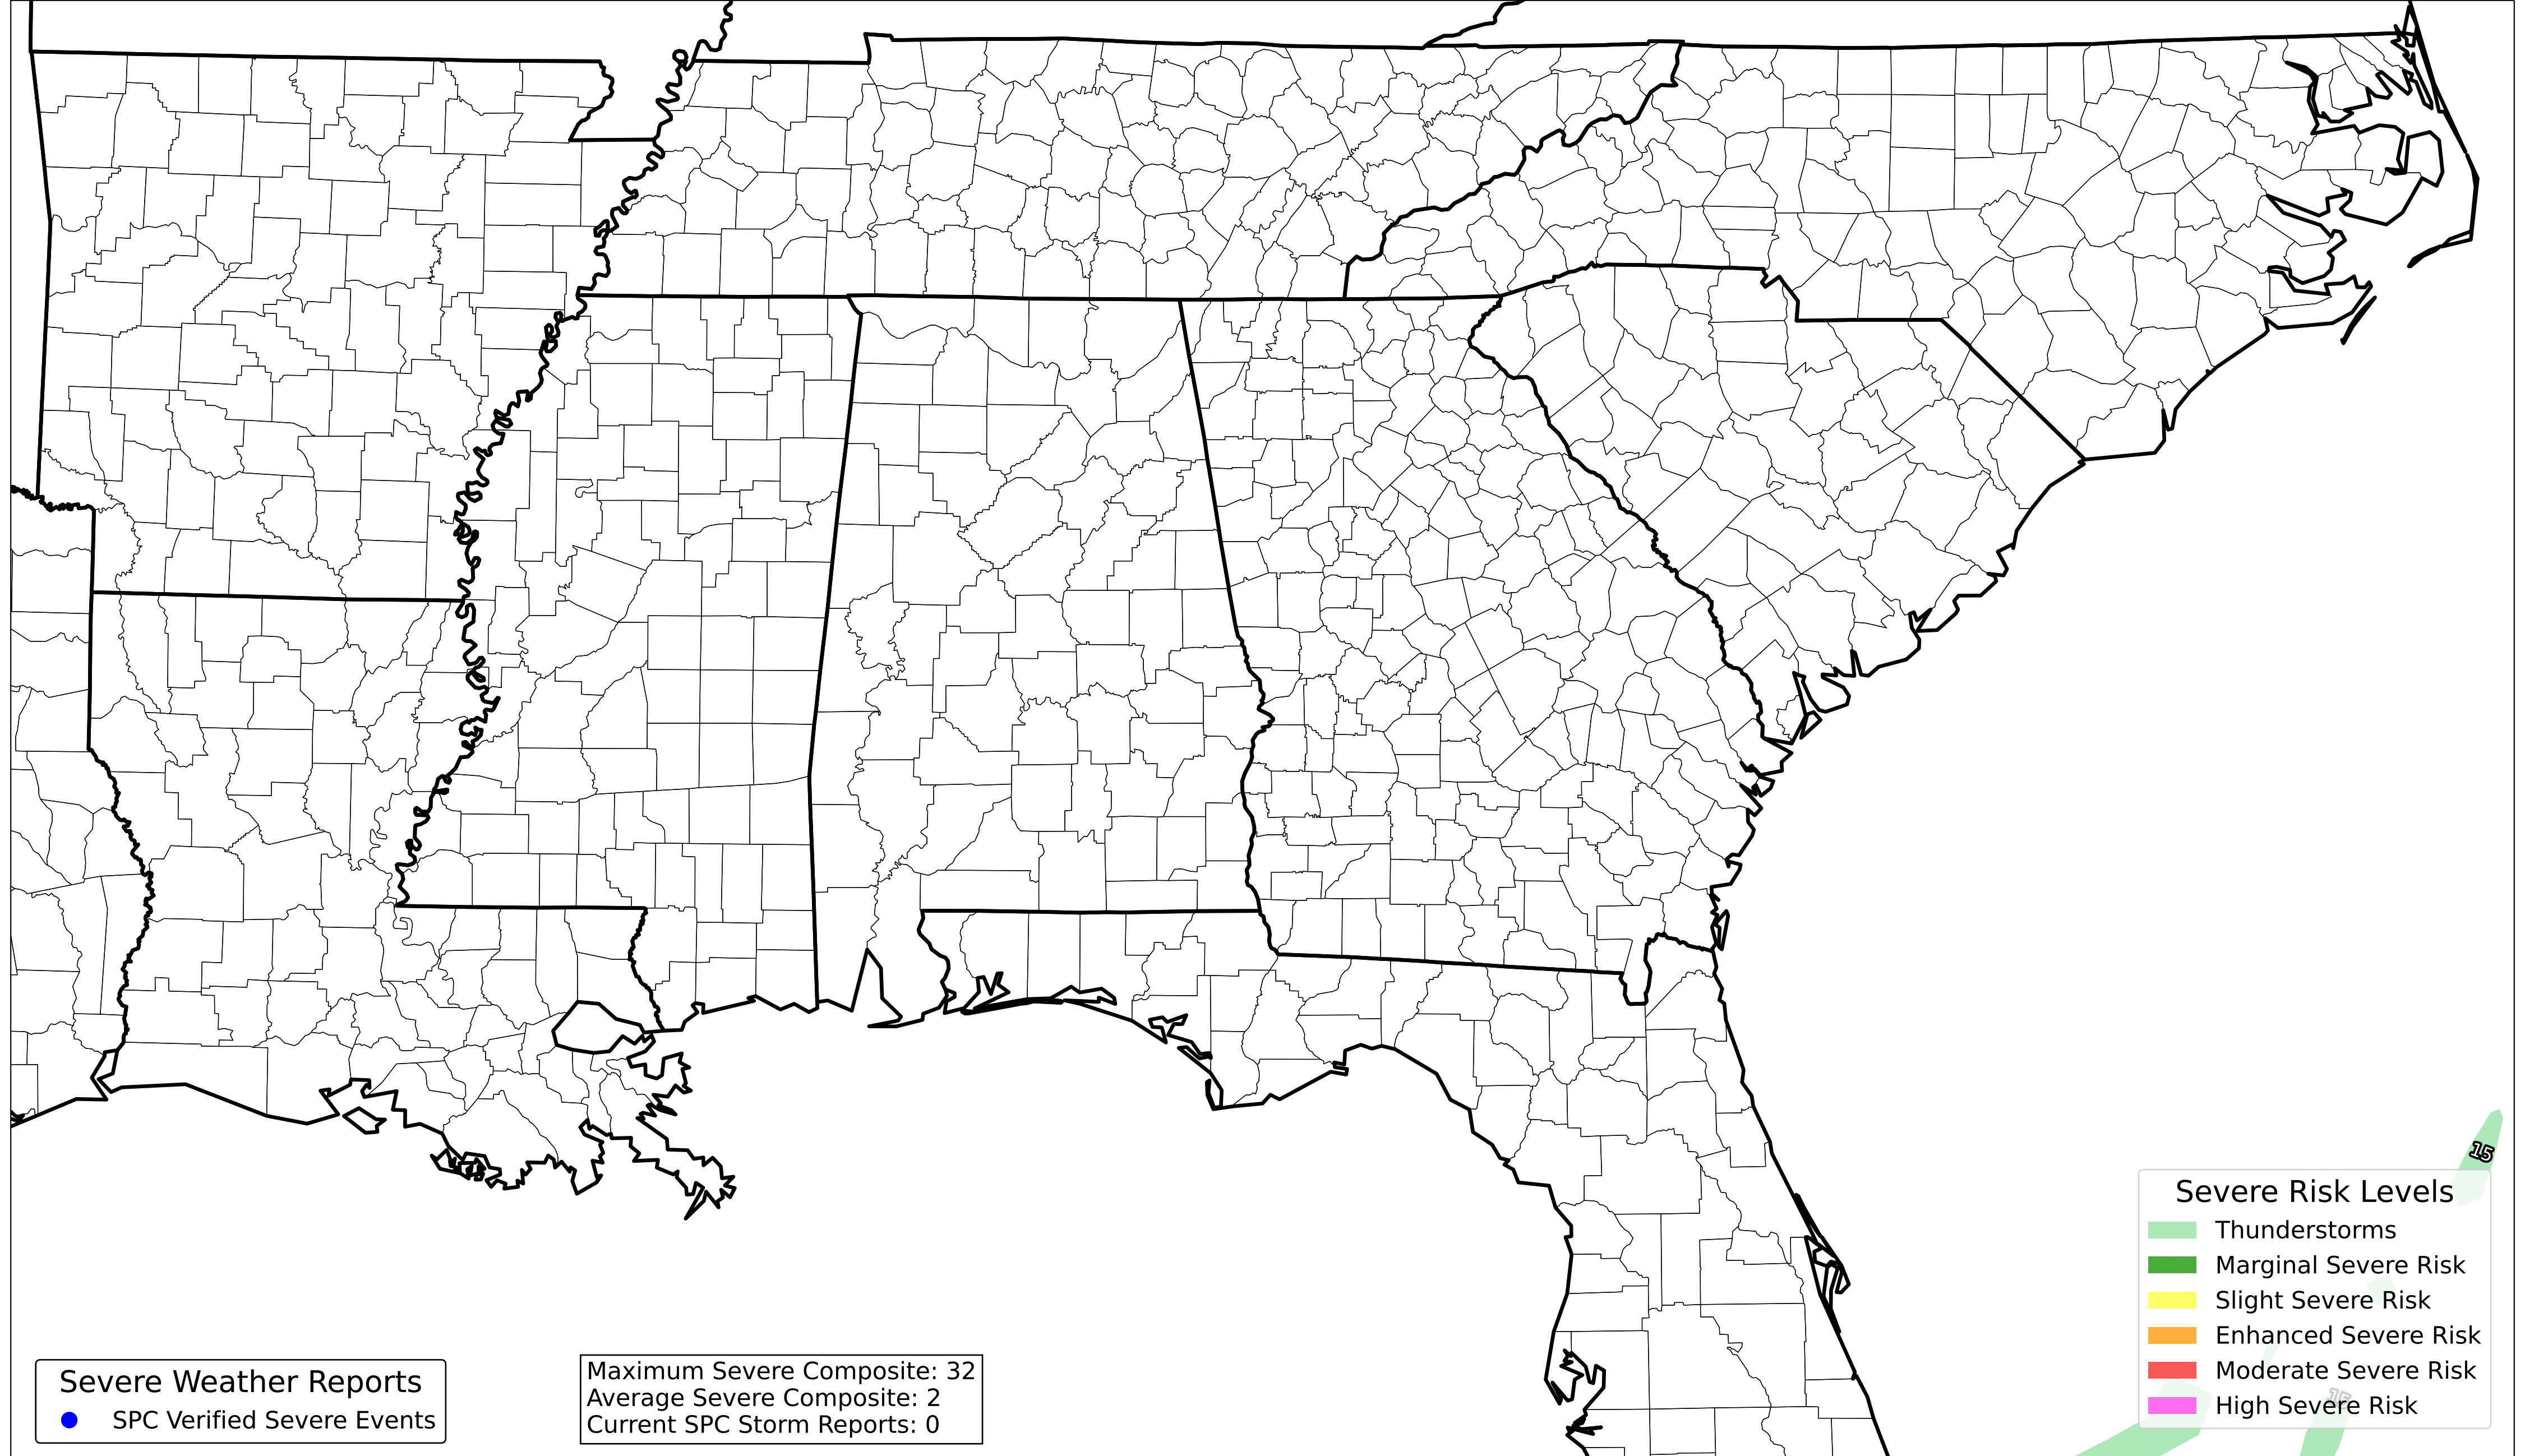 15
Severe Risk Levels
Thunderstorms
Marginal Severe Risk
Slight Severe Risk
Enhanced Severe Risk
Moderate Severe Risk
High Severe Risk
15
Severe Weather Reports
SPC Verified Severe Events
Maximum Severe Composite: 32
Average Severe Composite: 2
Current SPC Storm Reports: 0